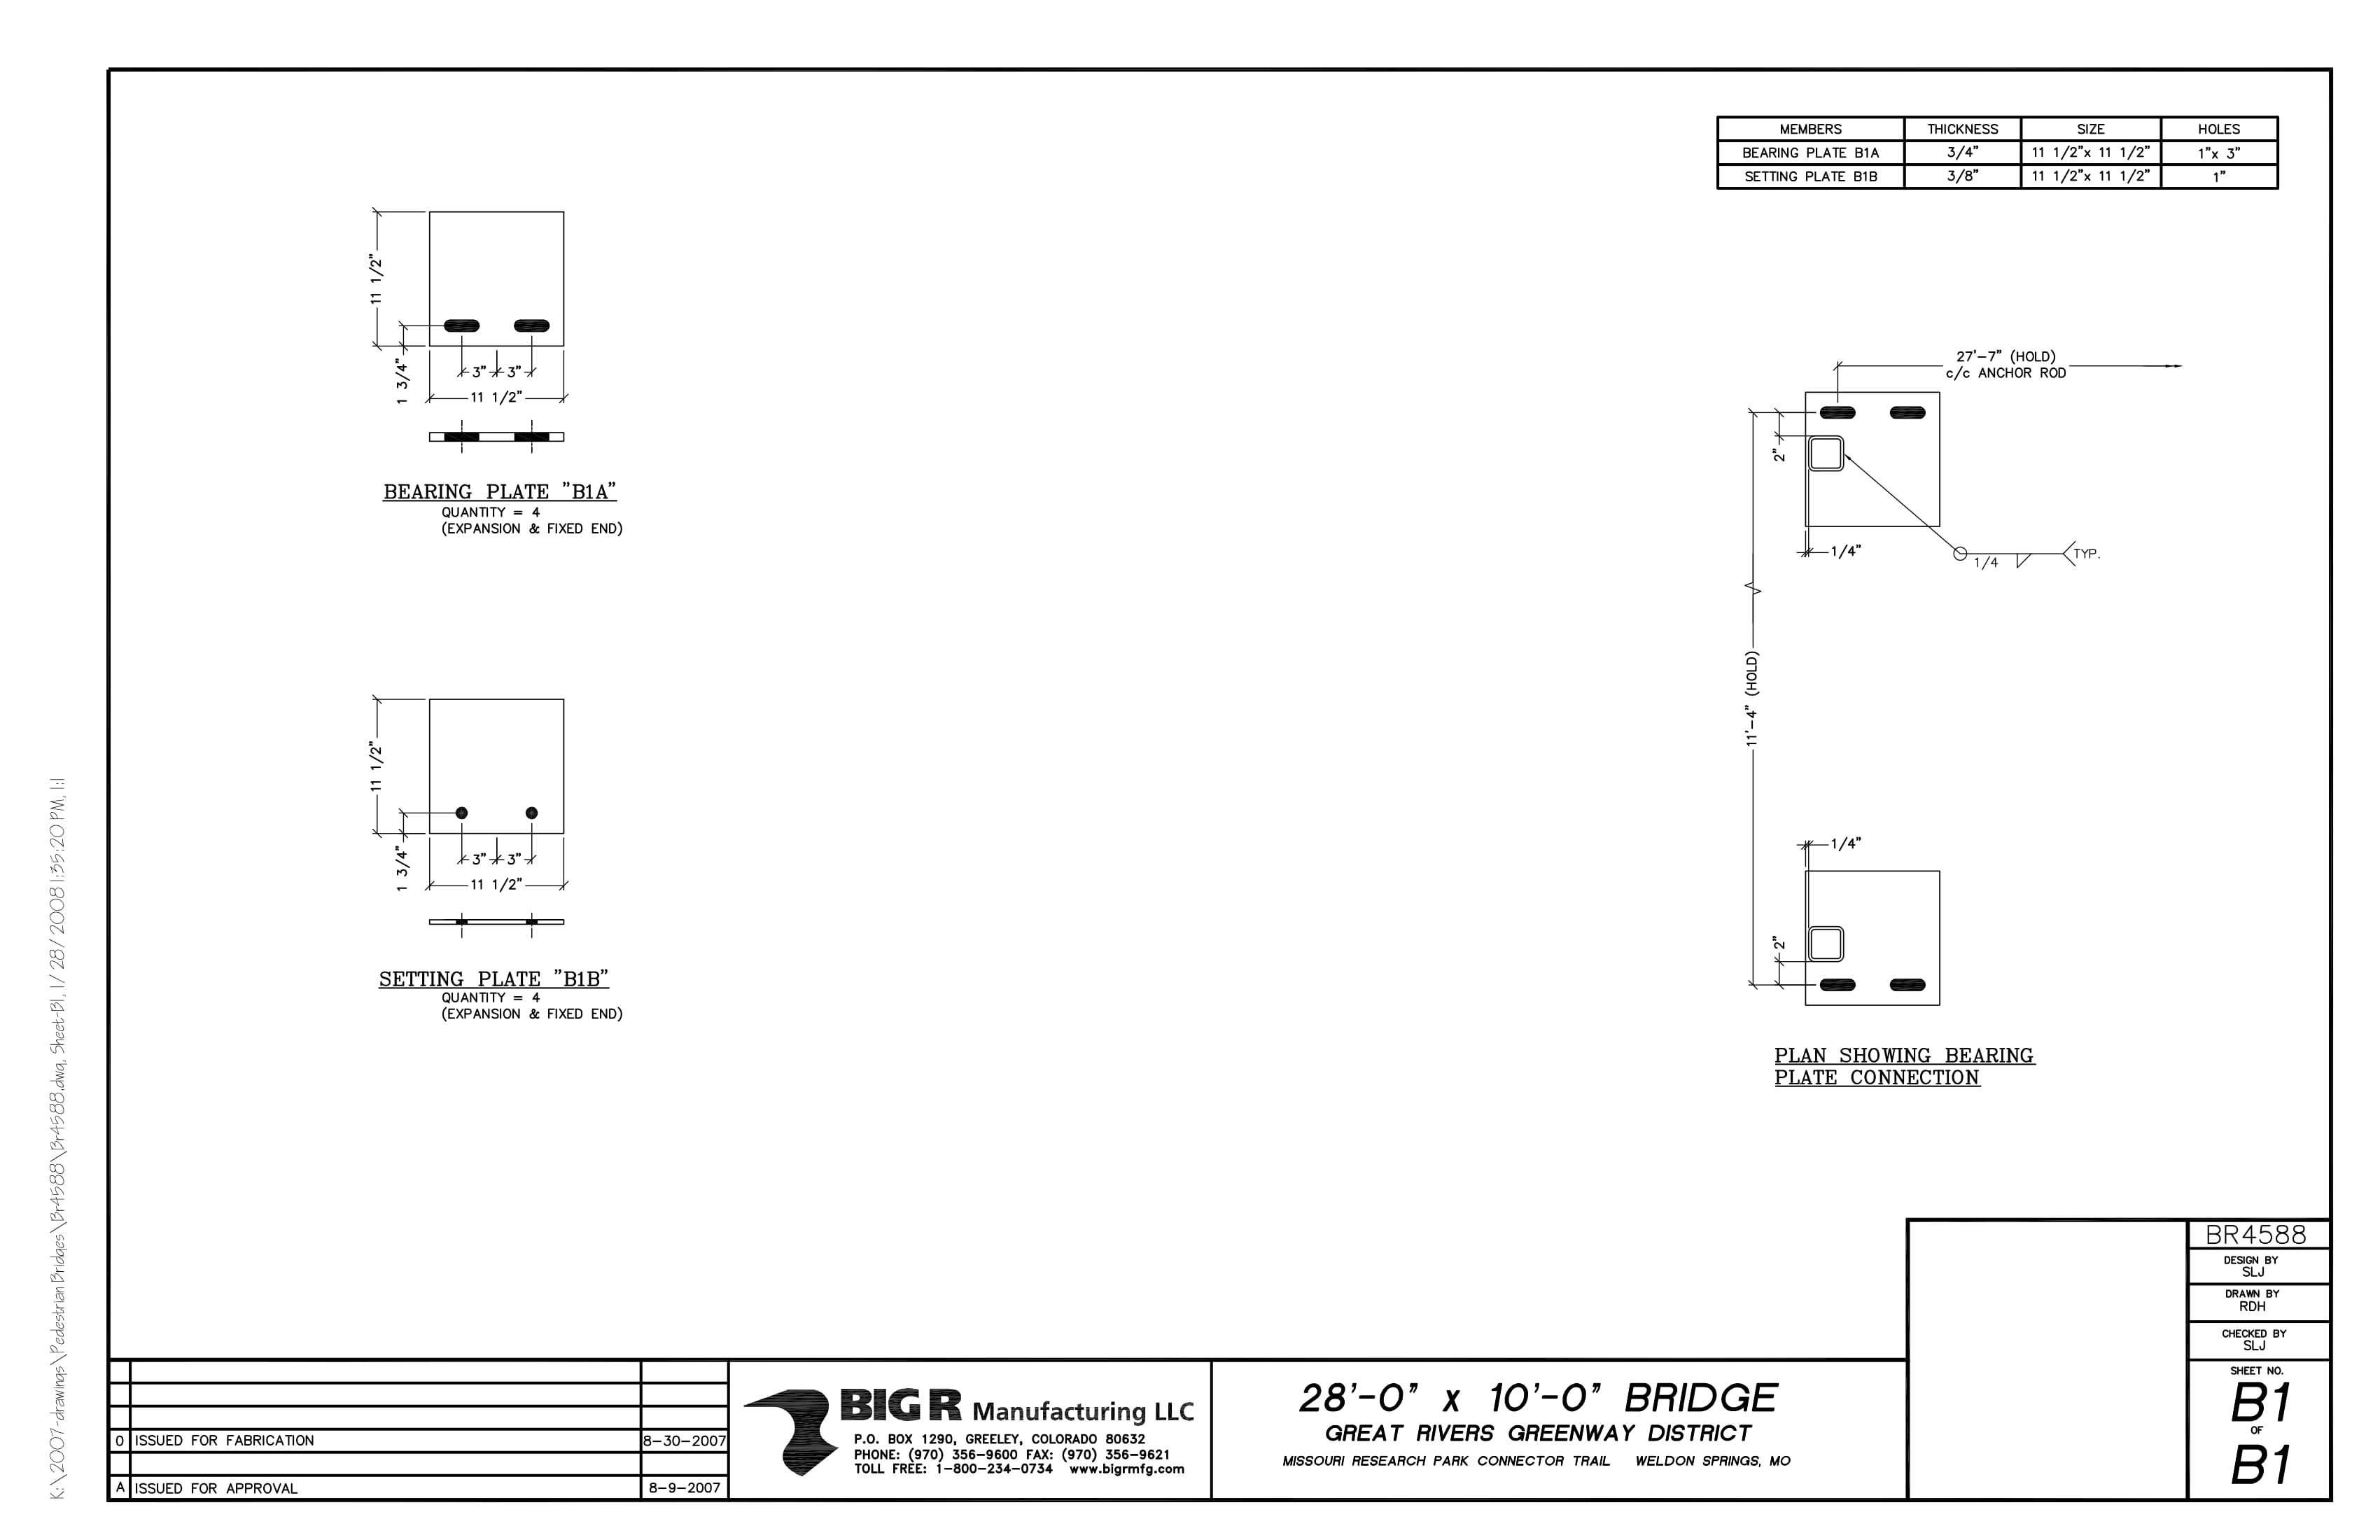 MEMBERS THICKNESS SIZE HOLES
BEARING PLATE B1A 3/4" 11 1/2"x 11 1/2" 1"x 3"
SETTING PLATE B1B 3/8" 11 1/2"x 11 1/2" 1"
11 1/2"
1 3/4"
3" 3"
11 1/2"
BEARING PLATE "B1A"
QUANTITY = 4
(EXPANSION & FIXED END)
11 1/2"
1 3/4"
3" 3"
11 1/2"
SETTING PLATE "B1B"
QUANTITY = 4
(EXPANSION & FIXED END)
27'-7" (HOLD)
c/c ANCHOR ROD
2"
1/4"
1/4
TYP.
11'-4" (HOLD)
1/4"
2"
PLAN SHOWING BEARING
PLATE CONNECTION
K:\2007-drawings\Pedestrian Bridges\Br4588\Br4588.dwg, Sheet-B1, 1/28/2008 1:35:20 PM, 1:1
0 ISSUED FOR FABRICATION 8-30-2007
A ISSUED FOR APPROVAL 8-9-2007
BIG R Manufacturing LLC
P.O. BOX 1290, GREELEY, COLORADO 80632
PHONE: (970) 356-9600 FAX: (970) 356-9621
TOLL FREE: 1-800-234-0734 www.bigrmfg.com
28'-0" x 10'-0" BRIDGE
GREAT RIVERS GREENWAY DISTRICT
MISSOURI RESEARCH PARK CONNECTOR TRAIL WELDON SPRINGS, MO
BR4588
DESIGN BY
SLJ
DRAWN BY
RDH
CHECKED BY
SLJ
SHEET NO.
B1
OF
B1